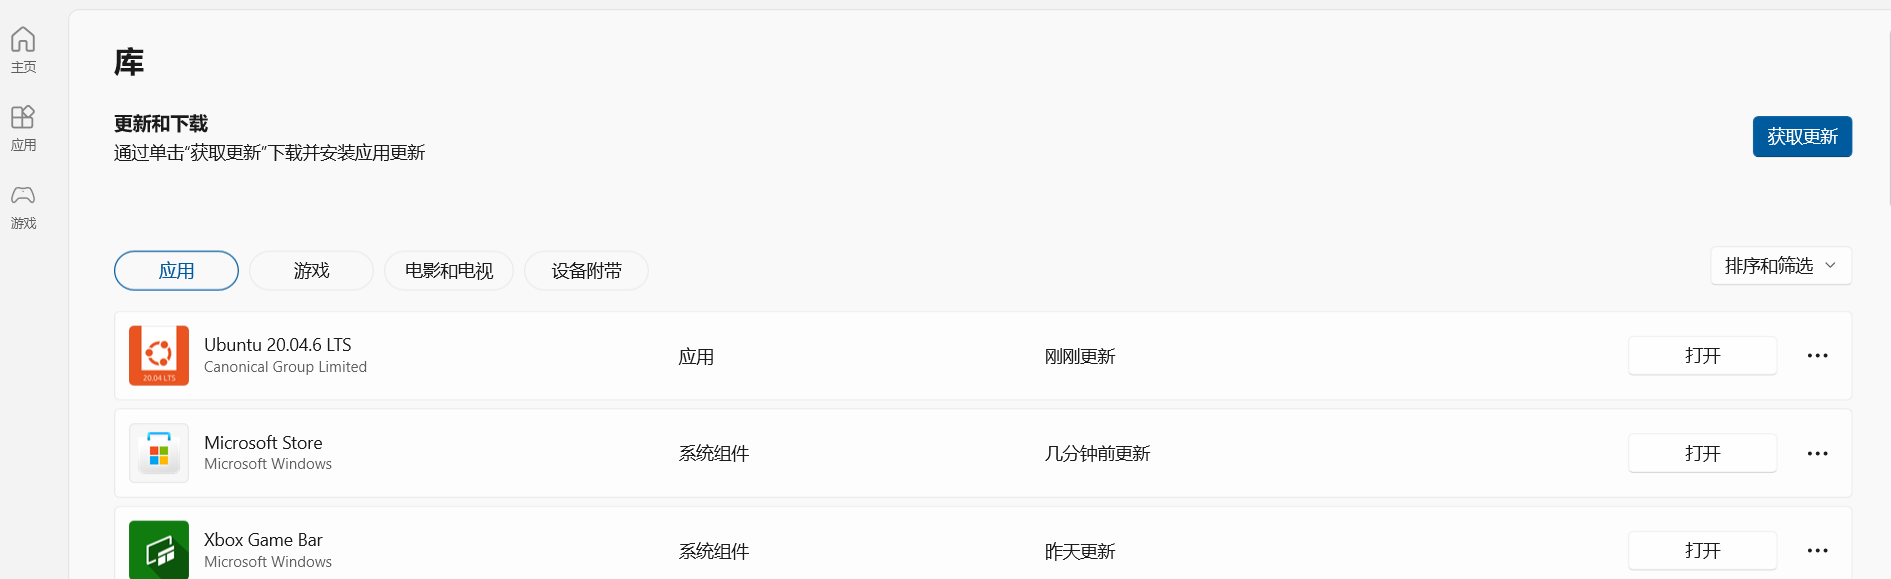 主页
应用
游戏
库
更新和下载
通过单击“获取更新”下载并安装应用更新
获取更新
应用
游戏
电影和电视
设备附带
排序和筛选
20.04 LTS
Ubuntu 20.04.6 LTS
Canonical Group Limited
应用
刚刚更新
打开
Microsoft Store
Microsoft Windows
系统组件
几分钟前更新
打开
Xbox Game Bar
Microsoft Windows
系统组件
昨天更新
打开